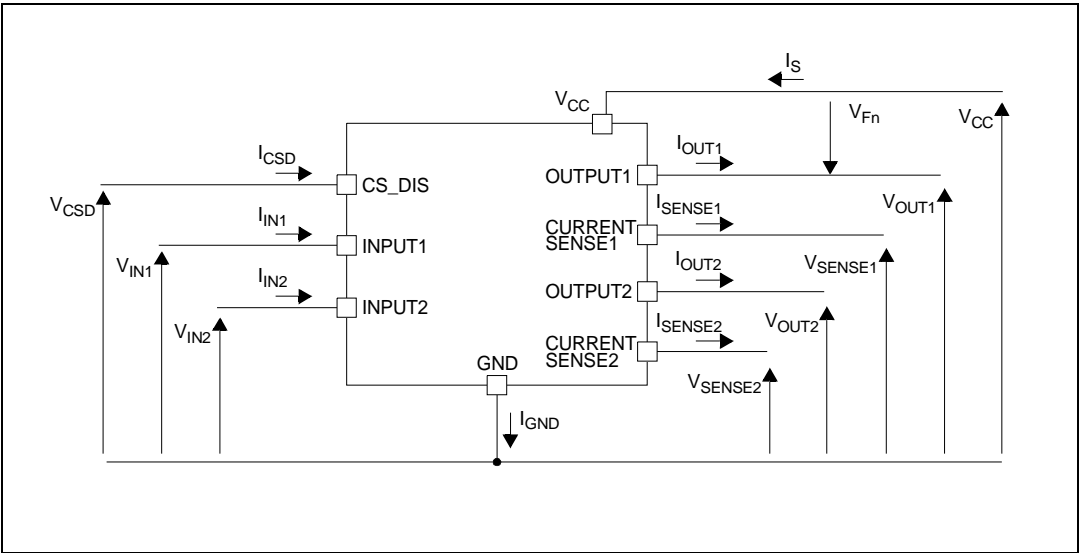 I_S
V_CC
V_Fn
V_CC
I_CSD
I_OUT1
CS_DIS
OUTPUT1
V_CSD
V_OUT1
I_IN1
I_SENSE1
INPUT1
CURRENT
SENSE1
V_IN1
V_SENSE1
I_IN2
I_OUT2
INPUT2
OUTPUT2
V_IN2
V_OUT2
I_SENSE2
CURRENT
SENSE2
GND
V_SENSE2
I_GND